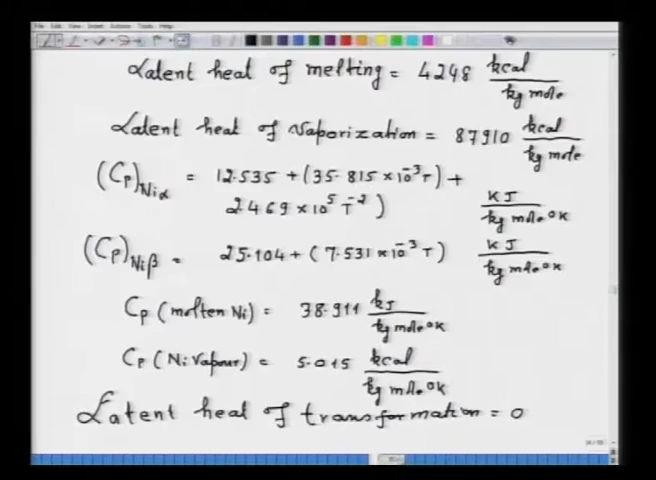 Latent heat of melting = 4248 kcal/kg mole
Latent heat of vaporization = 87910 kcal/kg mole
(Cp)Niα = 12.535 + (35.815 × 10⁻³ T) +
2.469 × 10⁵ T⁻²) KJ/kg mole °K
(Cp)Niβ = 25.104 + (7.531 × 10⁻³ T) KJ/kg mole °K
Cp (molten Ni) = 38.911 kJ/kg mole °K
Cp (Ni vapour) = 5.015 kcal/kg mole °K
Latent heat of transformation = 0